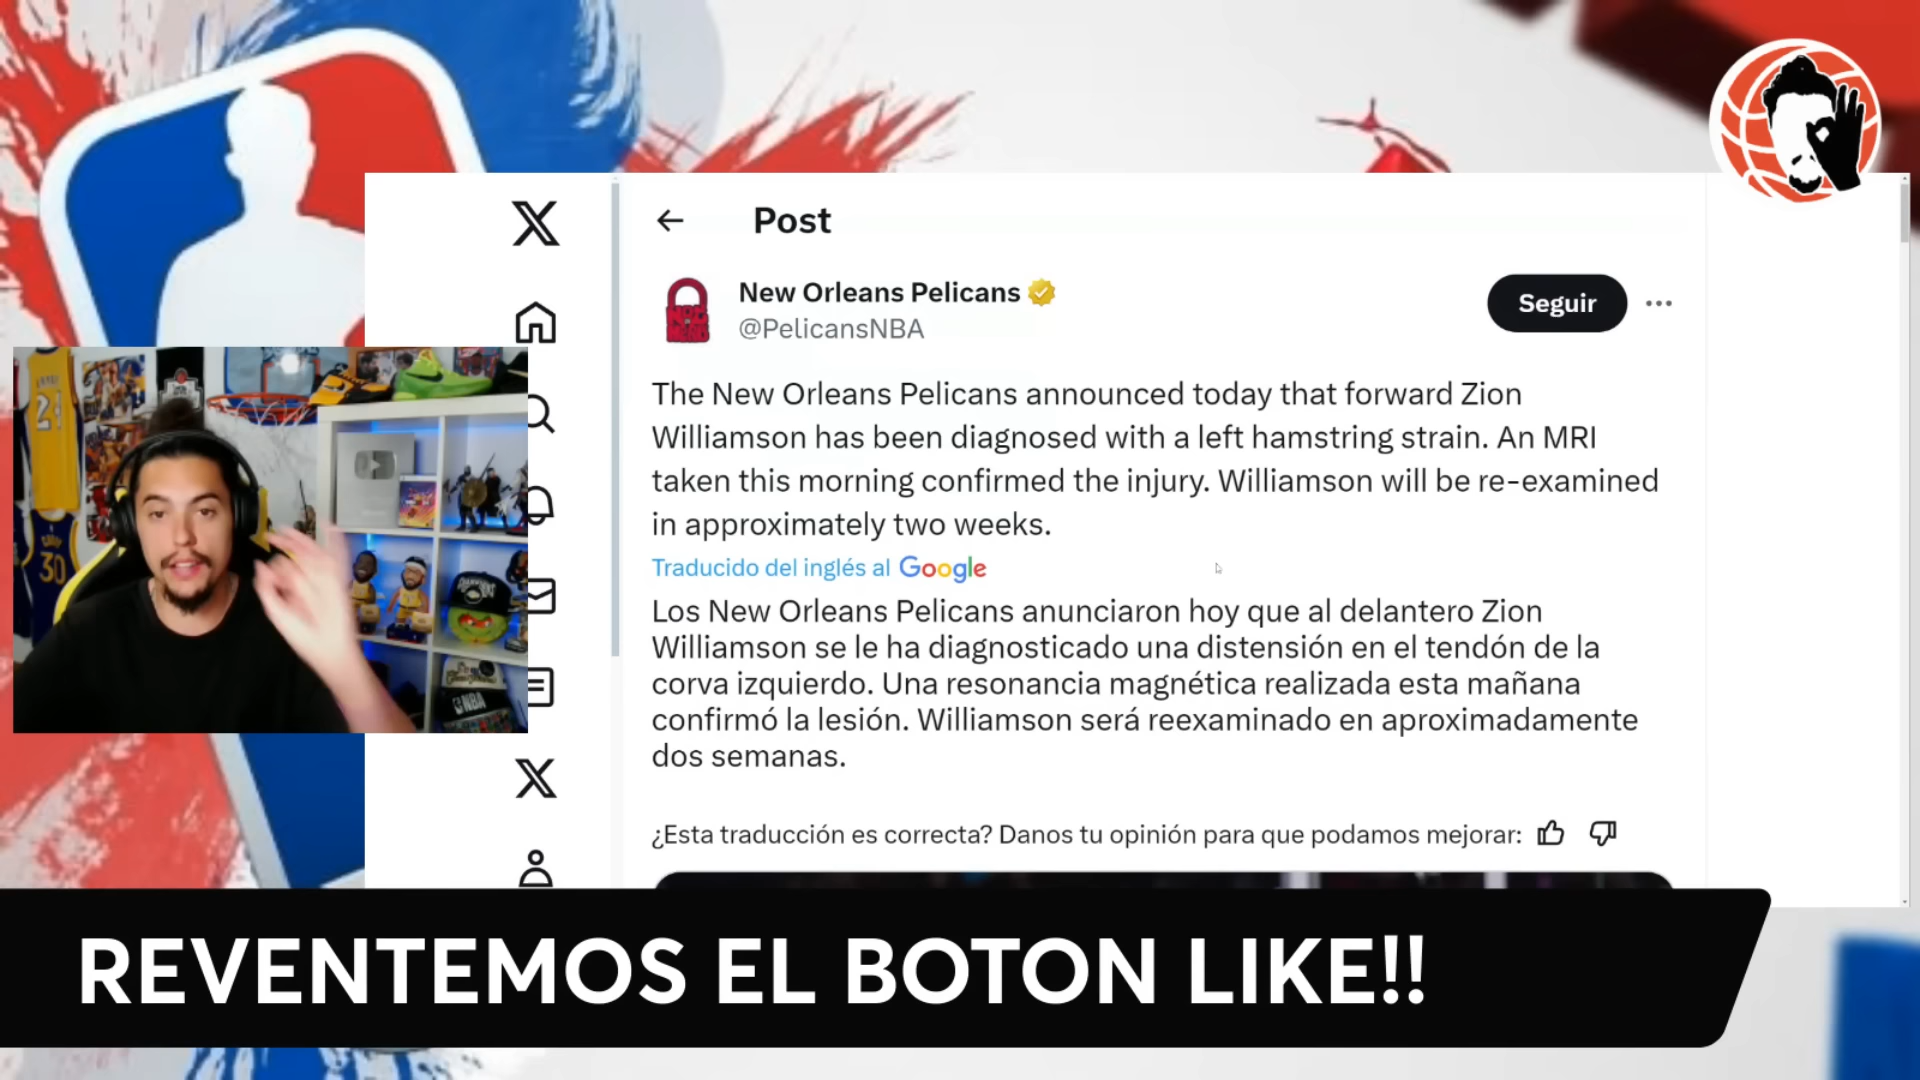 Post
New Orleans Pelicans
@PelicansNBA
Seguir
The New Orleans Pelicans announced today that forward Zion
Williamson has been diagnosed with a left hamstring strain. An MRI
taken this morning confirmed the injury. Williamson will be re-examined
in approximately two weeks.
Traducido del inglés al Google
Los New Orleans Pelicans anunciaron hoy que al delantero Zion
Williamson se le ha diagnosticado una distensión en el tendón de la
corva izquierdo. Una resonancia magnética realizada esta mañana
confirmó la lesión. Williamson será reexaminado en aproximadamente
dos semanas.
¿Esta traducción es correcta? Danos tu opinión para que podamos mejorar:
24
30
NBA
REVENTEMOS EL BOTON LIKE!!